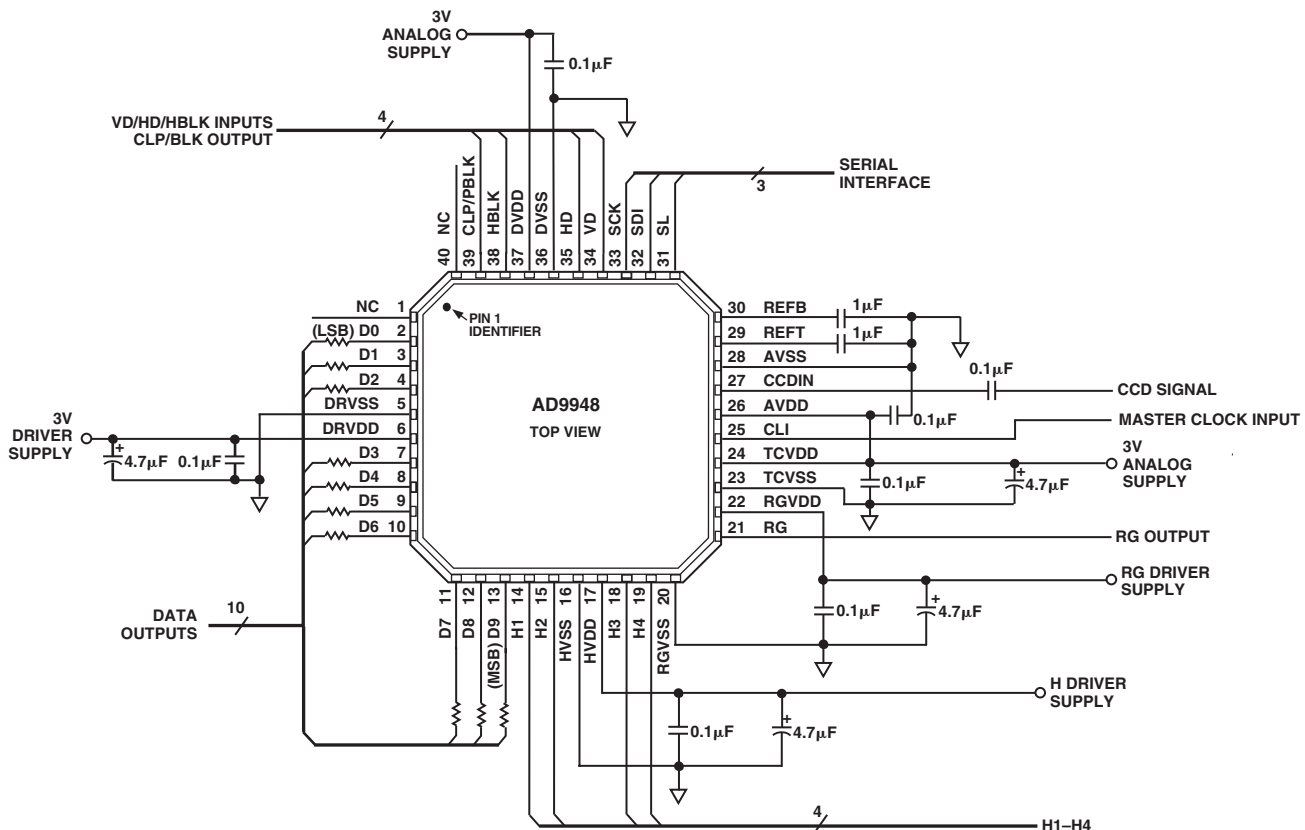 3V
ANALOG
SUPPLY
0.1µF
VD/HD/HBLK INPUTS
CLP/BLK OUTPUT
4
SERIAL
INTERFACE
3
40 NC
39 CLP/PBLK
38 HBLK
37 DVDD
36 DVSS
35 HD
34 VD
33 SCK
32 SDI
31 SL
NC 1
(LSB) D0 2
D1 3
D2 4
DRVSS 5
DRVDD 6
D3 7
D4 8
D5 9
D6 10
PIN 1
IDENTIFIER
AD9948
TOP VIEW
30 REFB
29 REFT
28 AVSS
27 CCDIN
26 AVDD
25 CLI
24 TCVDD
23 TCVSS
22 RGVDD
21 RG
1µF
1µF
0.1µF
CCD SIGNAL
0.1µF
MASTER CLOCK INPUT
3V
ANALOG
SUPPLY
0.1µF
4.7µF
+
RG OUTPUT
RG DRIVER
SUPPLY
0.1µF
4.7µF
+
3V
DRIVER
SUPPLY
+
4.7µF
0.1µF
DATA
OUTPUTS
10
D7 11
D8 12
(MSB) D9 13
H1 14
H2 15
HVSS 16
HVDD 17
H3 18
H4 19
RGVSS 20
H DRIVER
SUPPLY
0.1µF
+
4.7µF
4
H1–H4